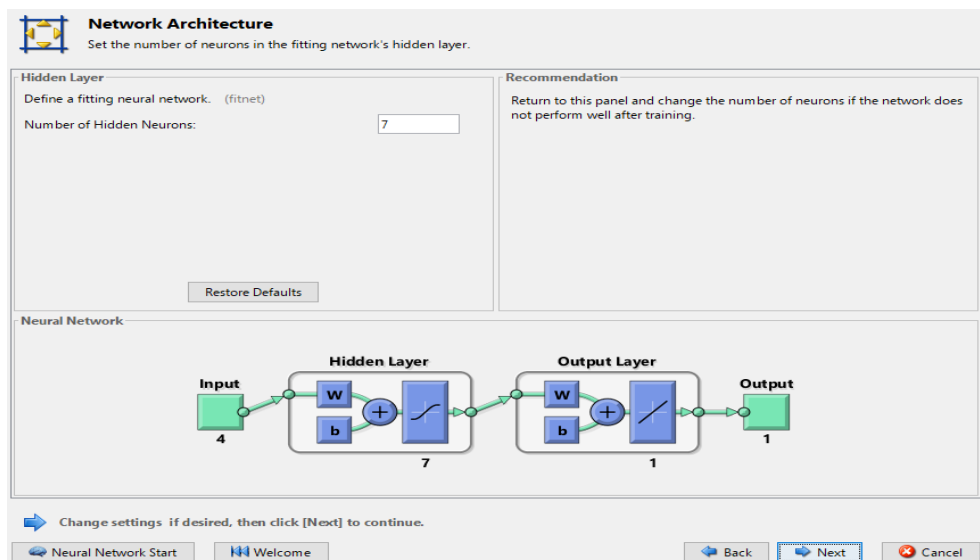 Network Architecture
Set the number of neurons in the fitting network's hidden layer.
Hidden Layer
Define a fitting neural network. (fitnet)
Number of Hidden Neurons:
7
Restore Defaults
Recommendation
Return to this panel and change the number of neurons if the network does
not perform well after training.
Neural Network
Hidden Layer
Output Layer
Input
Output
W
b
+
W
b
+
4
7
1
1
Change settings if desired, then click [Next] to continue.
Neural Network Start
Welcome
Back
Next
Cancel